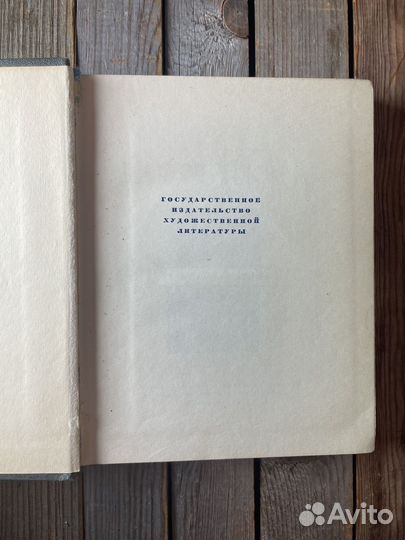 ГОСУДАРСТВЕННОЕ
ИЗДАТЕЛЬСТВО
ХУДОЖЕСТВЕННОЙ
ЛИТЕРАТУРЫ
Avito